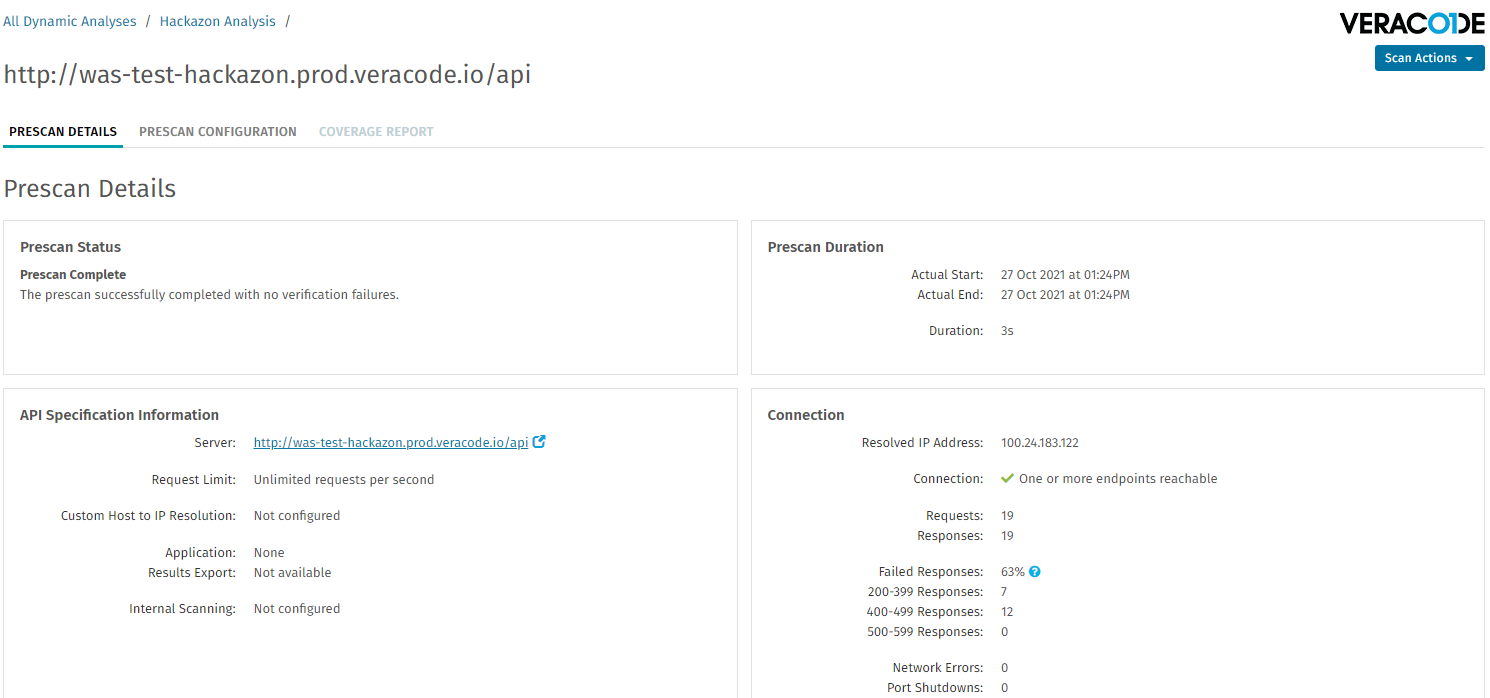 All Dynamic Analyses / Hackazon Analysis /
VERACODE
http://was-test-hackazon.prod.veracode.io/api
Scan Actions
PRESCAN DETAILS PRESCAN CONFIGURATION COVERAGE REPORT
Prescan Details
Prescan Status
Prescan Complete
The prescan successfully completed with no verification failures.
Prescan Duration
Actual Start: 27 Oct 2021 at 01:24PM
Actual End: 27 Oct 2021 at 01:24PM
Duration: 3s
API Specification Information
Server: http://was-test-hackazon.prod.veracode.io/api
Request Limit: Unlimited requests per second
Custom Host to IP Resolution: Not configured
Application: None
Results Export: Not available
Internal Scanning: Not configured
Connection
Resolved IP Address: 100.24.183.122
Connection: One or more endpoints reachable
Requests: 19
Responses: 19
Failed Responses: 63% ?
200-399 Responses: 7
400-499 Responses: 12
500-599 Responses: 0
Network Errors: 0
Port Shutdowns: 0